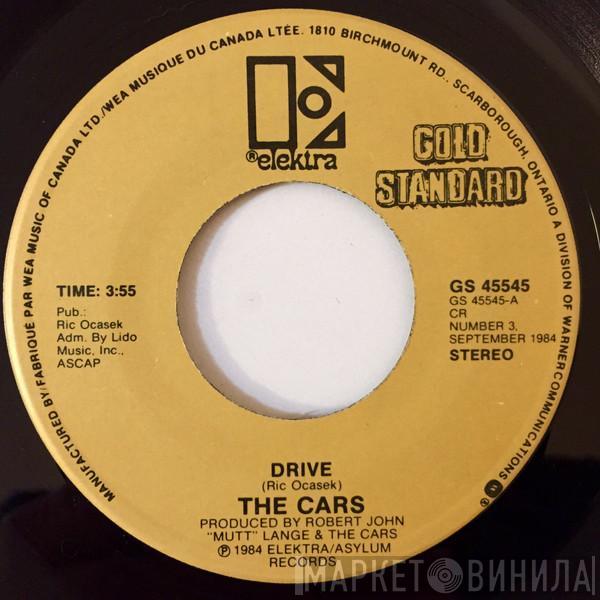 MANUFACTURED BY/FABRIQUÉ PAR WEA MUSIC OF CANADA LTD./WEA MUSIQUE DU CANADA LTÉE. 1810 BIRCHMOUNT RD., SCARBOROUGH, ONTARIO A DIVISION OF WARNER COMMUNICATIONS
®elektra
GOLD
STANDARD
TIME: 3:55
Pub.:
Ric Ocasek
Adm. By Lido
Music, Inc.,
ASCAP
GS 45545
GS 45545-A
CR
NUMBER 3,
SEPTEMBER 1984
STEREO
DRIVE
(Ric Ocasek)
THE CARS
PRODUCED BY ROBERT JOHN
"MUTT" LANGE & THE CARS
℗ 1984 ELEKTRA/ASYLUM
RECORDS
МАРКЕТ ВИНИЛА